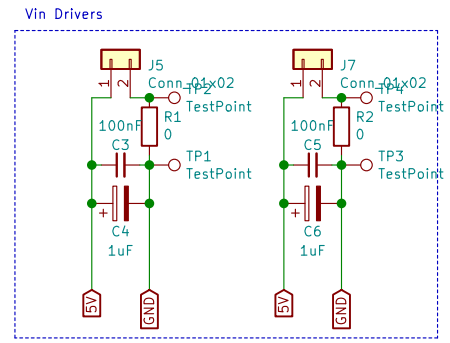 Vin Drivers
J5
Conn_01x02
1
2
TP2
TestPoint
R1
0
100nF
C3
TP1
TestPoint
+
C4
1uF
5V
GND
J7
Conn_01x02
1
2
TP4
TestPoint
R2
0
100nF
C5
TP3
TestPoint
+
C6
1uF
5V
GND